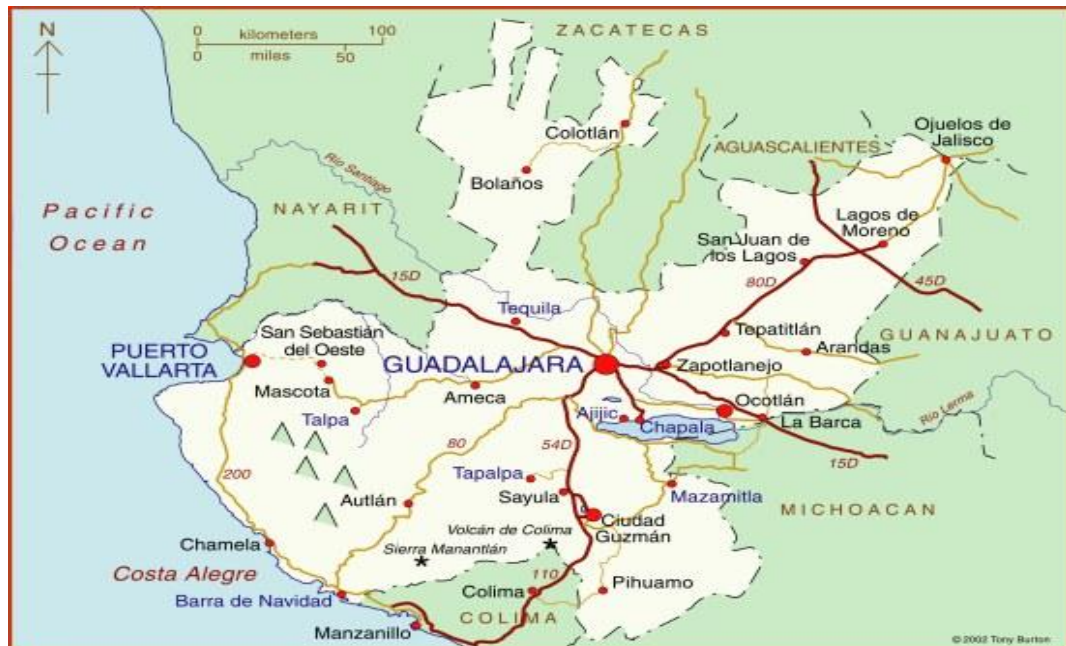 N
0 kilometers 100
0 miles 50
ZACATECAS
Colotlán
Bolaños
Ojuelos de
Jalisco
AGUASCALIENTES
Río Santiago
Pacific
Ocean
NAYARIT
Lagos de
Moreno
San Juan de
los Lagos
15D
80D
45D
Tequila
GUANAJUATO
Tepatitlán
Arandas
San Sebastián
del Oeste
PUERTO
VALLARTA
GUADALAJARA
Zapotlanejo
Mascota
Ameca
Talpa
Ocotlán
Río Lerma
Ajijic
Chapala
La Barca
80
54D
15D
200
Tapalpa
Sayula
Mazamitla
Autlán
MICHOACAN
Ciudad
Guzmán
Volcán de Colima
Sierra Manantlán
Chamela
Costa Alegre
110
Colima
Pihuamo
Barra de Navidad
COLIMA
Manzanillo
© 2002 Tony Burton